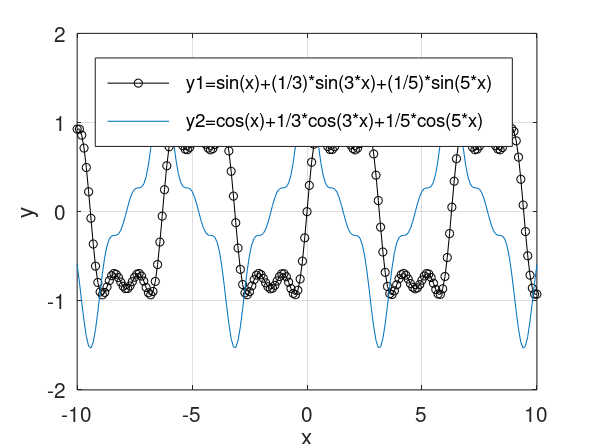 2
y1=sin(x)+(1/3)*sin(3*x)+(1/5)*sin(5*x)
y2=cos(x)+1/3*cos(3*x)+1/5*cos(5*x)
1
y
0
-1
-2
-10 -5 0 5 10
x